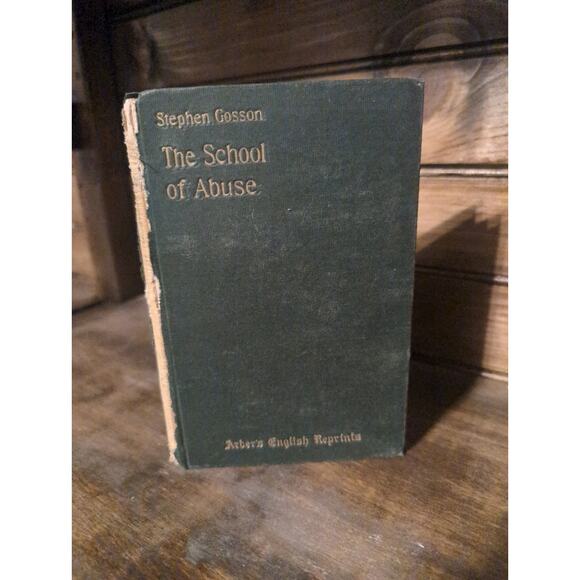 Stephen Gosson
The School
of Abuse
Arber's English Reprints